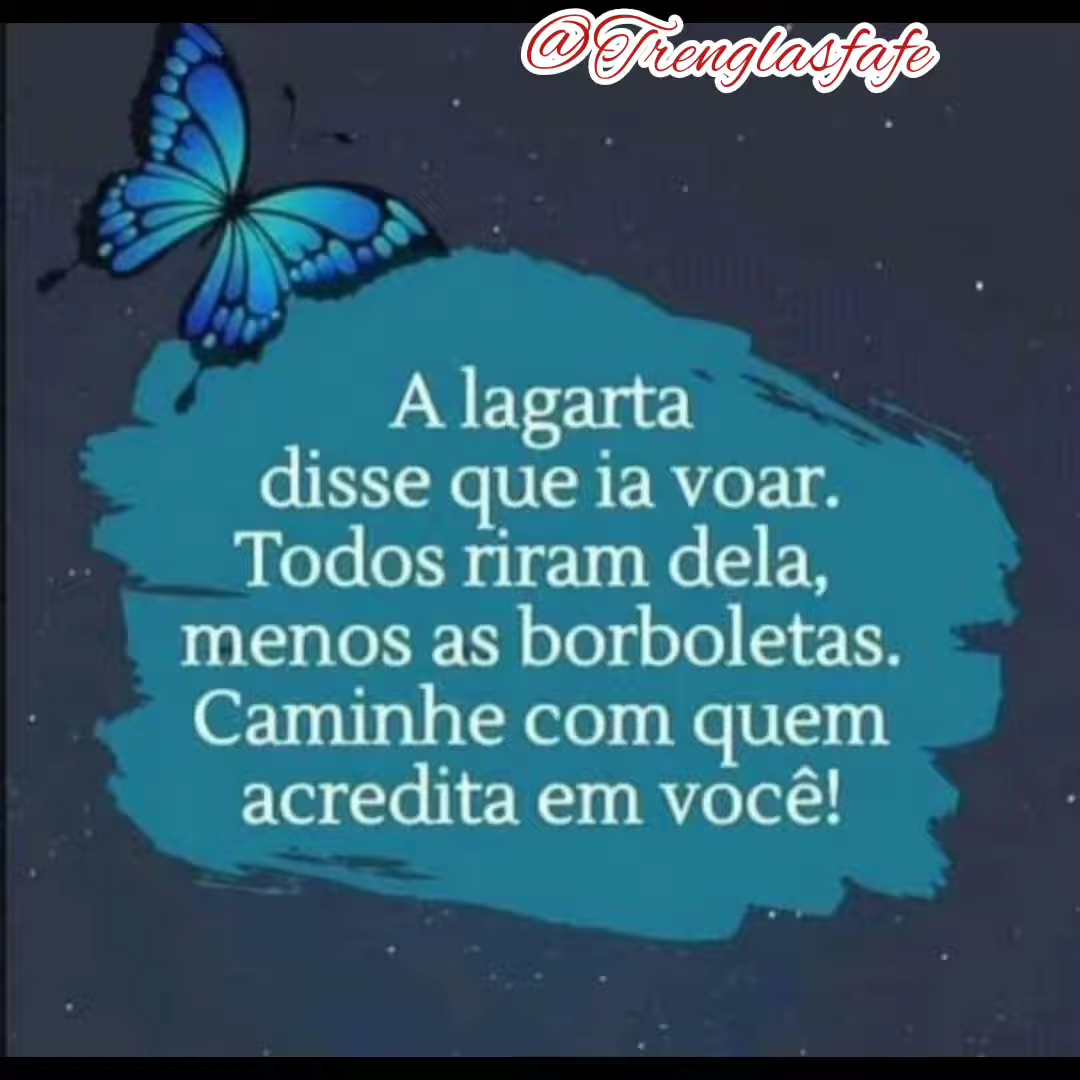 @Trenglasfafe
A lagarta
disse que ia voar.
Todos riram dela,
menos as borboletas.
Caminhe com quem
acredita em você!